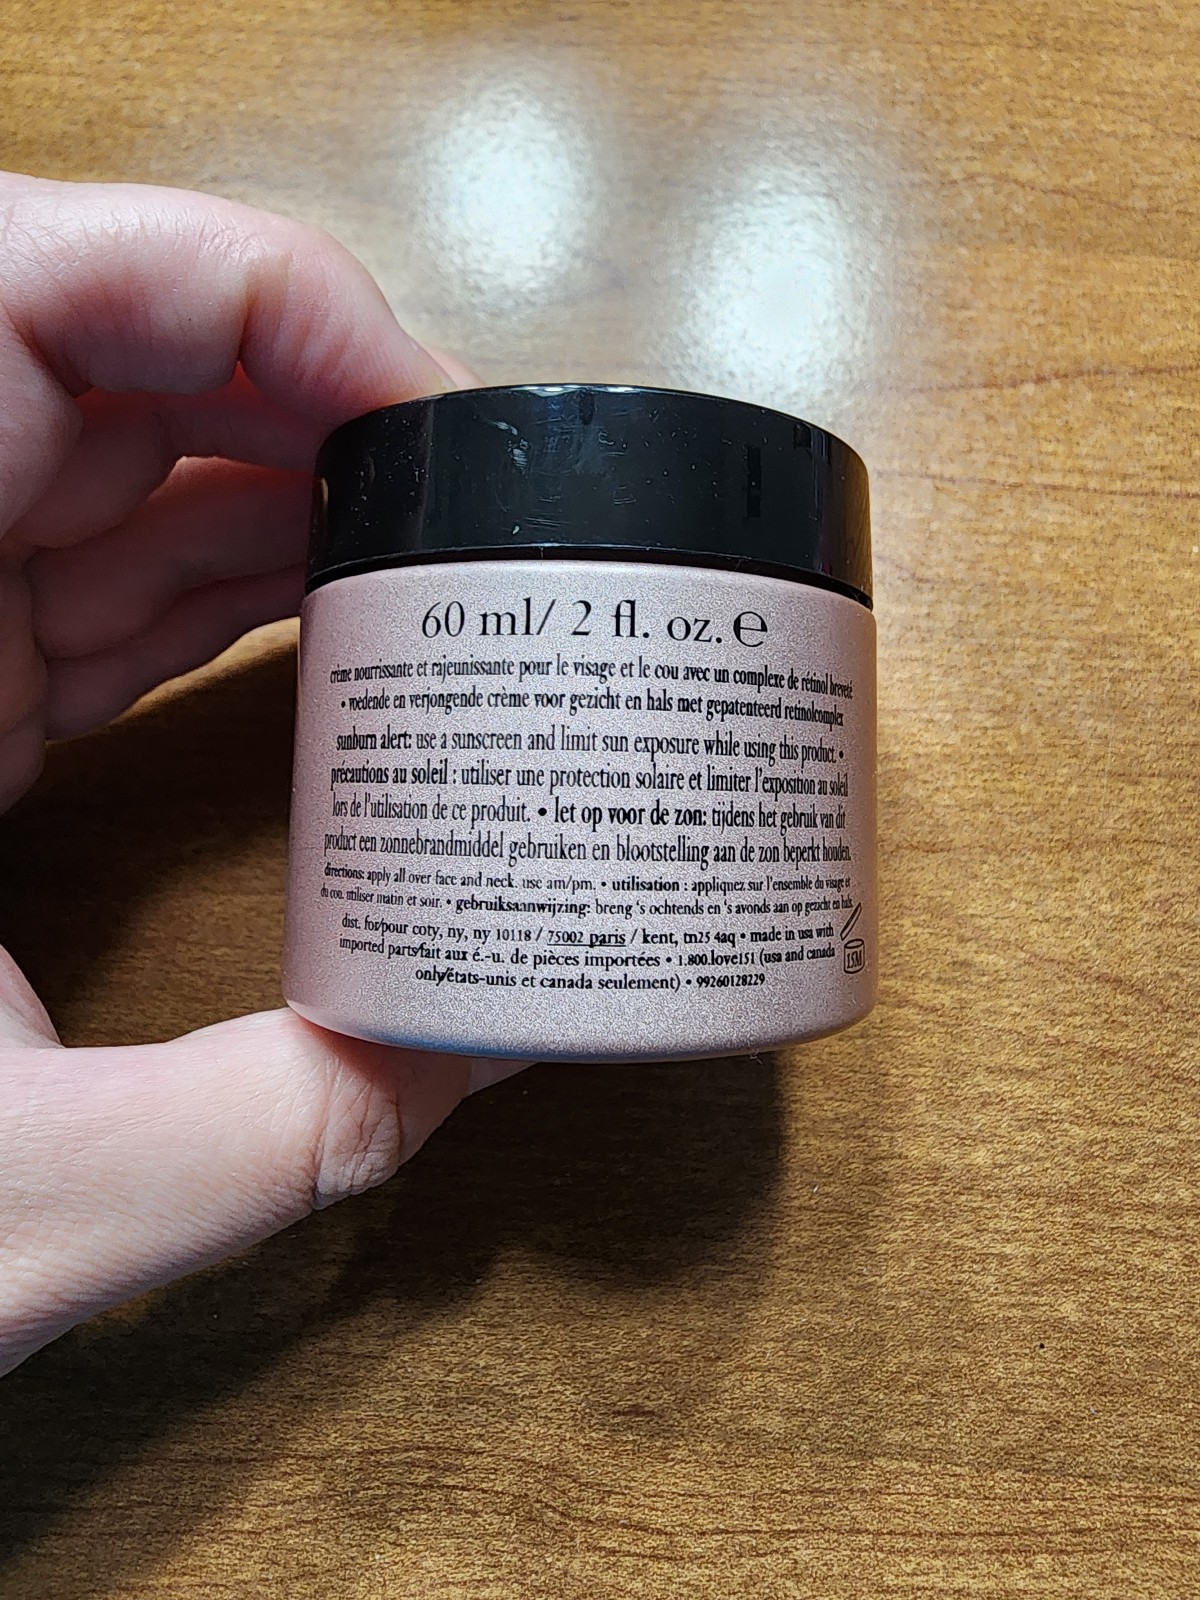 60 ml/ 2 fl. oz. ℮
crème nourrissante et rajeunissante pour le visage et le cou avec un complexe de rétinol breveté
• voedende en verjongende crème voor gezicht en hals met gepatenteerd retinolcomplex
sunburn alert: use a sunscreen and limit sun exposure while using this product. •
précautions au soleil : utiliser une protection solaire et limiter l'exposition au soleil
lors de l'utilisation de ce produit. • let op voor de zon: tijdens het gebruik van dit
product een zonnebrandmiddel gebruiken en blootstelling aan de zon beperkt houden.
directions: apply all over face and neck. use am/pm. • utilisation : appliquez sur l'ensemble du visage et
du cou. utiliser matin et soir. • gebruiksaanwijzing: breng 's ochtends en 's avonds aan op gezicht en hals.
dist. for/pour coty, ny, ny 10118 / 75002 paris / kent, tn25 4aq • made in usa with
imported parts/fait aux é.-u. de pièces importées • 1.800.love151 (usa and canada
only/états-unis et canada seulement) • 99260128229
15M